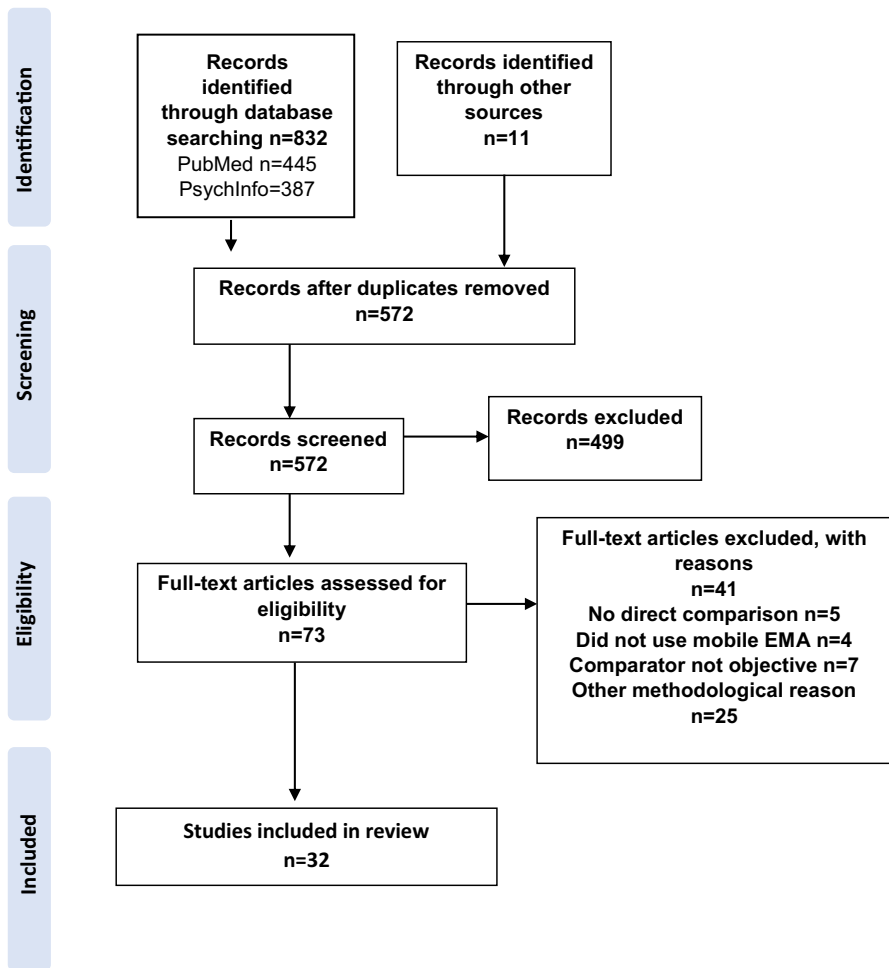 Identification
Records
identified
through database
searching n=832
PubMed n=445
PsychInfo=387
Records identified
through other
sources
n=11
Screening
Records after duplicates removed
n=572
Records screened
n=572
Records excluded
n=499
Eligibility
Full-text articles assessed for
eligibility
n=73
Full-text articles excluded, with
reasons
n=41
No direct comparison n=5
Did not use mobile EMA n=4
Comparator not objective n=7
Other methodological reason
n=25
Included
Studies included in review
n=32